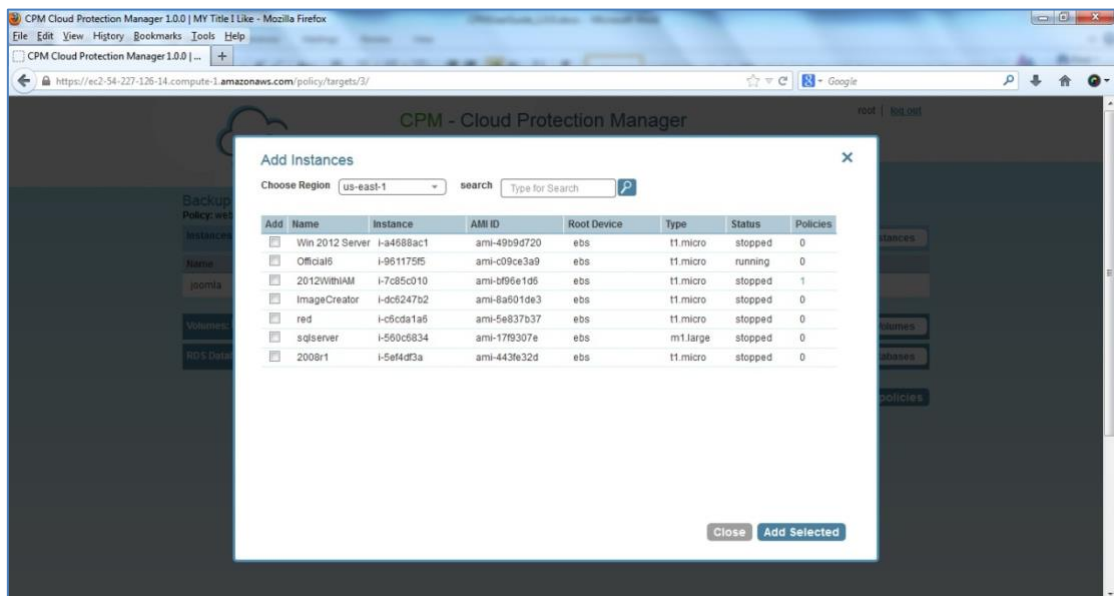 CPM Cloud Protection Manager 1.0.0 | MY Title I Like - Mozilla Firefox
File Edit View History Bookmarks Tools Help
CPM Cloud Protection Manager 1.0.0 | ... +
https://ec2-54-227-126-14.compute-1.amazonaws.com/policy/targets/3/ Google
CPM - Cloud Protection Manager root | log out
Add Instances
Choose Region us-east-1 search Type for Search
Backup
Policy: web
Add Name Instance AMI ID Root Device Type Status Policies
Win 2012 Server i-a4688ac1 ami-49b9d720 ebs t1.micro stopped 0
Instances
Official6 i-961175f5 ami-c09ce3a9 ebs t1.micro running 0
Name
2012WithIAM i-7c85c010 ami-bf96e1d6 ebs t1.micro stopped 1
joomla
ImageCreator i-dc6247b2 ami-8a601de3 ebs t1.micro stopped 0
red i-c6cda1a6 ami-5e837b37 ebs t1.micro stopped 0
Volumes:
sqlserver i-560c6834 ami-17f9307e ebs m1.large stopped 0
2008r1 i-5ef4df3a ami-443fe32d ebs t1.micro stopped 0
RDS Datab
policies
Close Add Selected